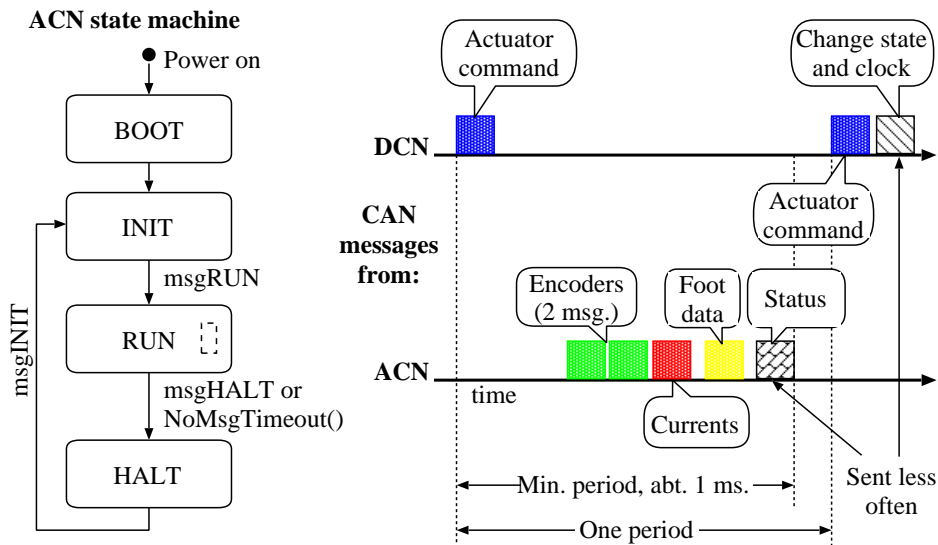 ACN state machine
Power on
BOOT
INIT
msgRUN
RUN
msgINIT
msgHALT or
NoMsgTimeout()
HALT
Actuator
command
Change state
and clock
DCN
Actuator
command
CAN
messages
from:
Encoders
(2 msg.)
Foot
data
Status
ACN
time
Currents
Min. period, abt. 1 ms.
Sent less
often
One period